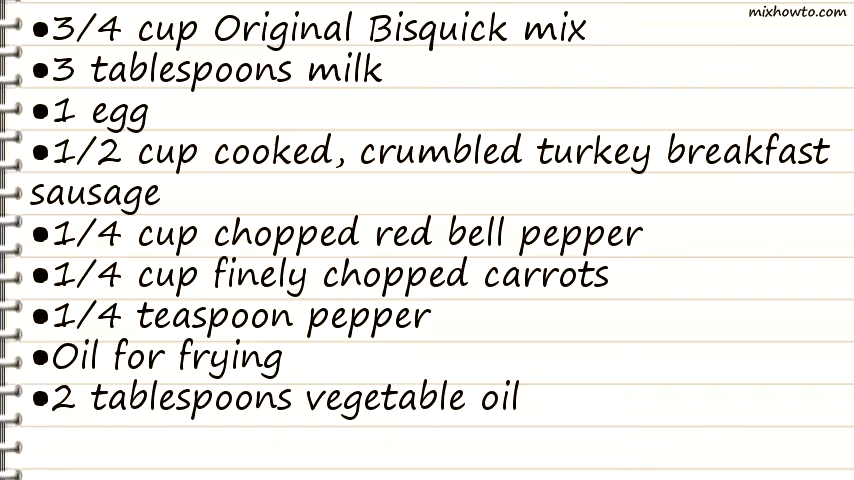 mixhowto.com
•3/4 cup Original Bisquick mix
•3 tablespoons milk
•1 egg
•1/2 cup cooked, crumbled turkey breakfast
sausage
•1/4 cup chopped red bell pepper
•1/4 cup finely chopped carrots
•1/4 teaspoon pepper
•Oil for frying
•2 tablespoons vegetable oil